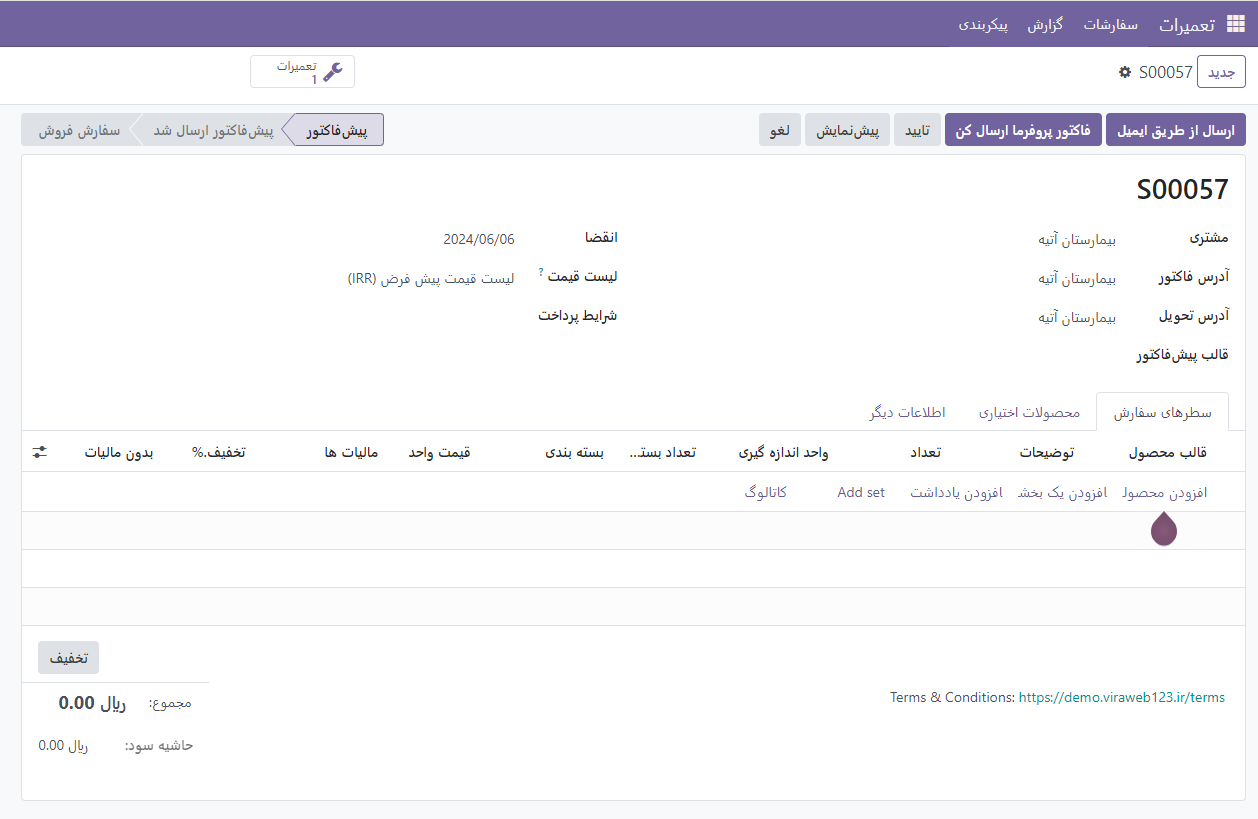 تعمیرات سفارشات گزارش پیکربندی
جدید S00057
تعمیرات
1
ارسال از طریق ایمیل فاکتور پروفرما ارسال کن تایید پیش‌نمایش لغو
پیش‌فاکتور پیش‌فاکتور ارسال شد سفارش فروش
S00057
مشتری بیمارستان آتیه
انقضا 2024/06/06
آدرس فاکتور بیمارستان آتیه
لیست قیمت ? لیست قیمت پیش فرض (IRR)
آدرس تحویل بیمارستان آتیه
شرایط پرداخت
قالب پیش‌فاکتور
سطرهای سفارش محصولات اختیاری اطلاعات دیگر
قالب محصول توضیحات تعداد واحد اندازه گیری تعداد بست... بسته بندی قیمت واحد مالیات ها تخفیف.% بدون مالیات
افزودن محصول افزودن یک بخش افزودن یادداشت Add set کاتالوگ
تخفیف
Terms & Conditions: https://demo.viraweb123.ir/terms
مجموع: 0.00 ریال
حاشیه سود: 0.00 ریال